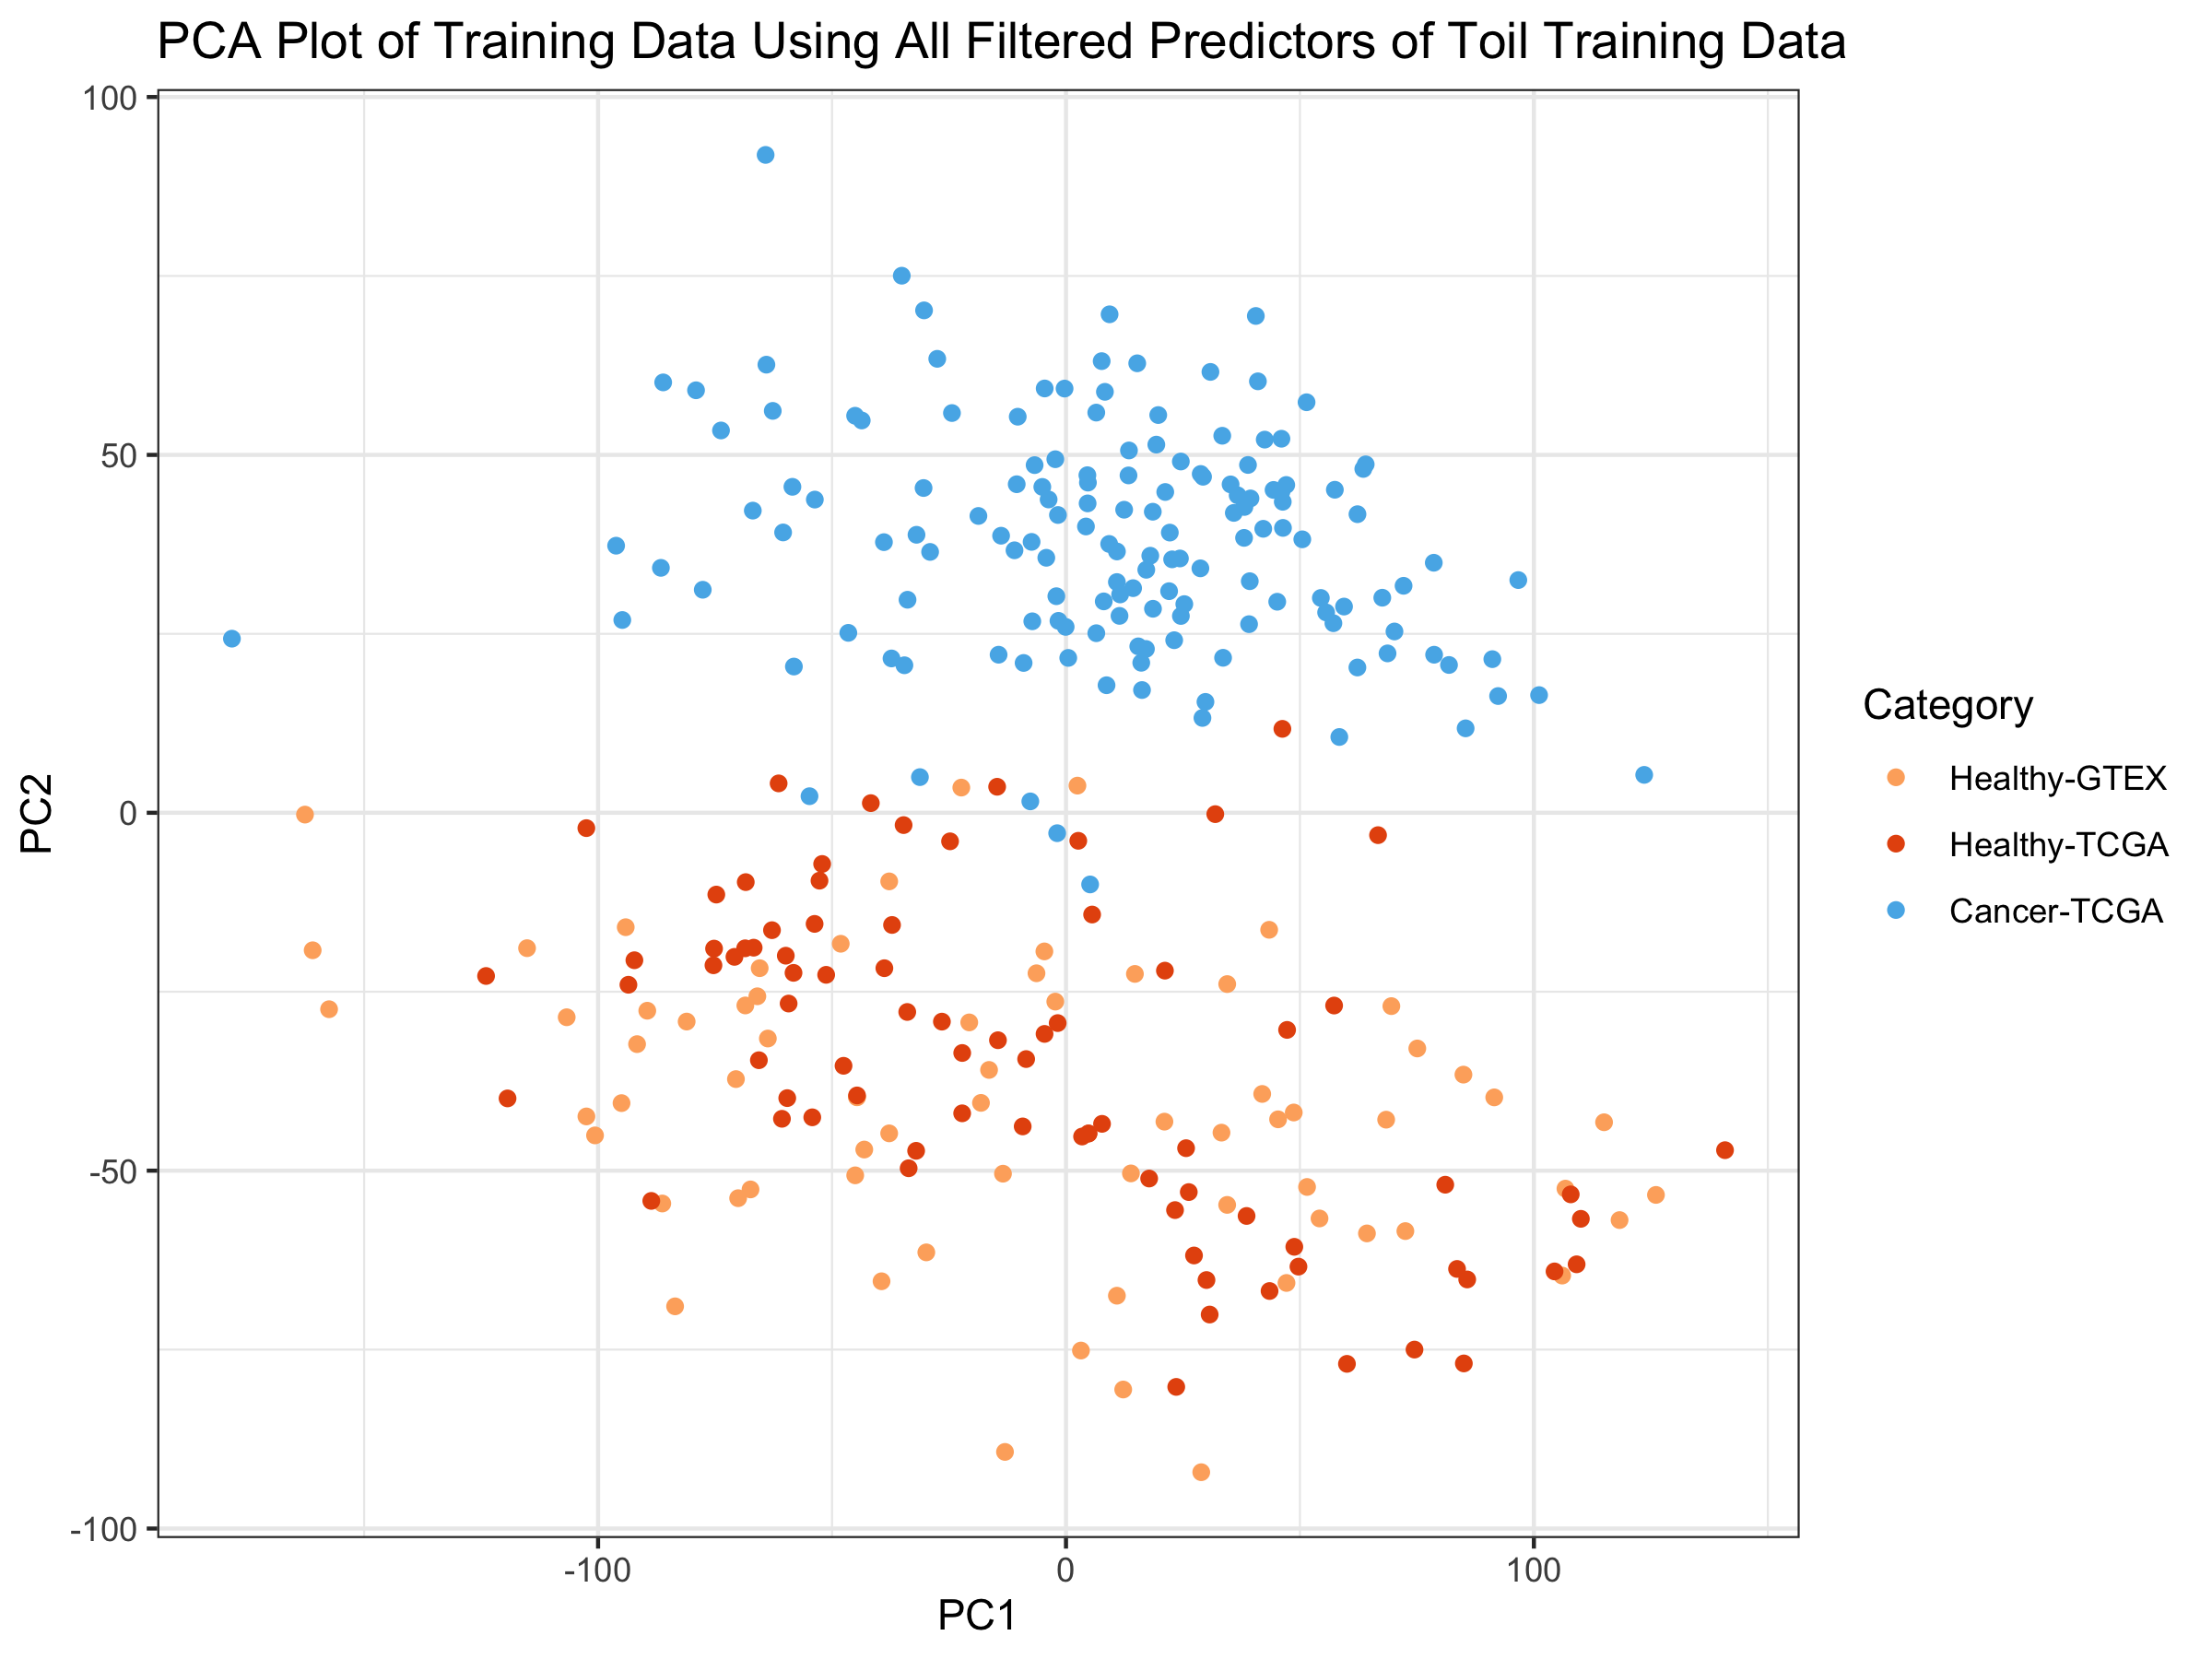 PCA Plot of Training Data Using All Filtered Predictors of Toil Training Data
100
50
0
-50
-100
PC2
-100
0
100
PC1
Category
Healthy-GTEX
Healthy-TCGA
Cancer-TCGA